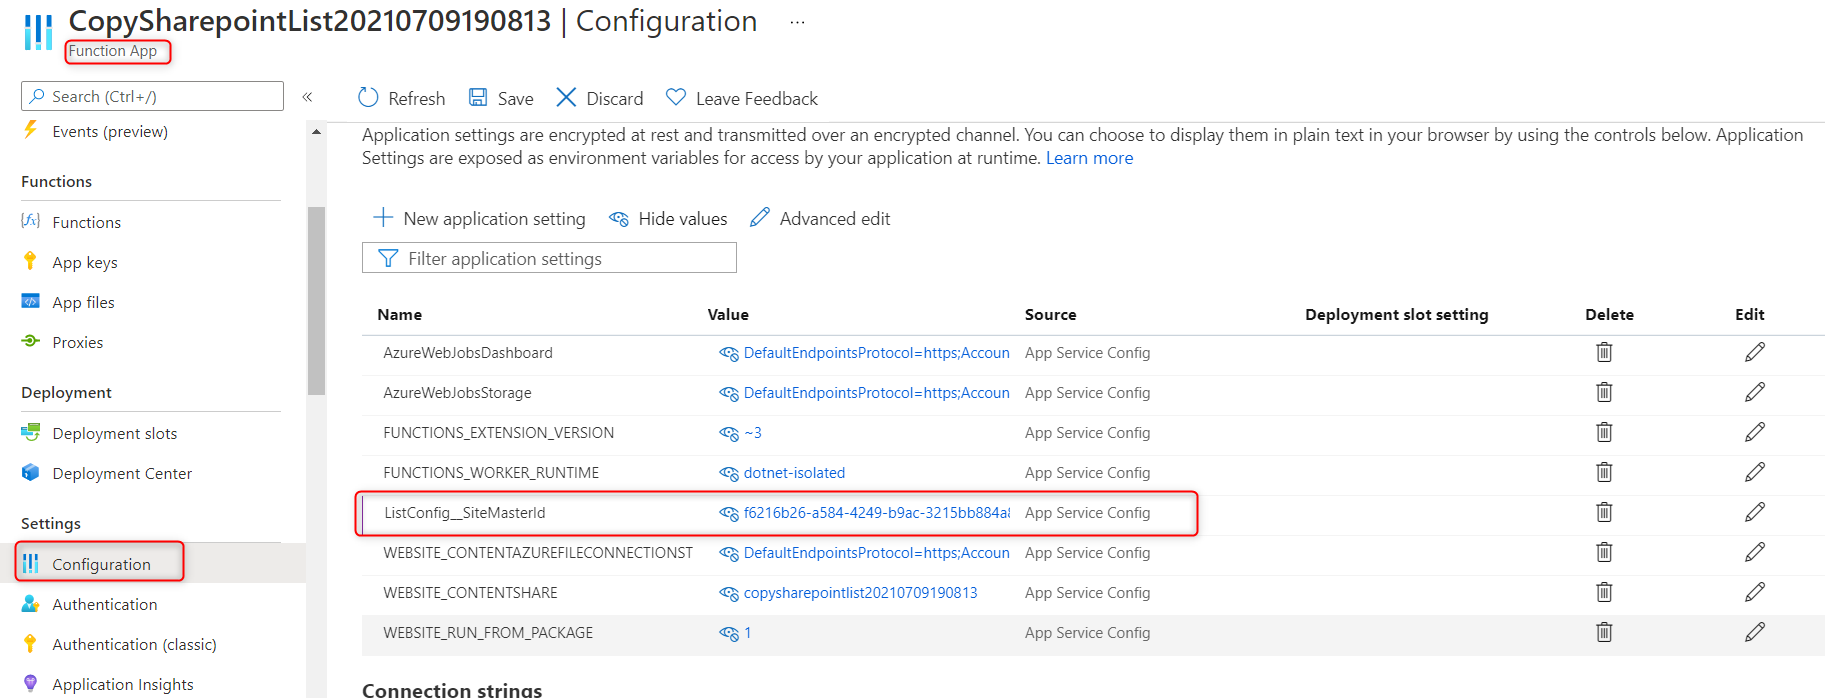 CopySharepointList20210709190813 | Configuration ...
Function App
Search (Ctrl+/) «
Events (preview)
Functions
Functions
App keys
App files
Proxies
Deployment
Deployment slots
Deployment Center
Settings
Configuration
Authentication
Authentication (classic)
Application Insights
Refresh Save Discard Leave Feedback
Application settings are encrypted at rest and transmitted over an encrypted channel. You can choose to display them in plain text in your browser by using the controls below. Application
Settings are exposed as environment variables for access by your application at runtime. Learn more
New application setting Hide values Advanced edit
Filter application settings
Name Value Source Deployment slot setting Delete Edit
AzureWebJobsDashboard DefaultEndpointsProtocol=https;Accoun App Service Config
AzureWebJobsStorage DefaultEndpointsProtocol=https;Accoun App Service Config
FUNCTIONS_EXTENSION_VERSION ~3 App Service Config
FUNCTIONS_WORKER_RUNTIME dotnet-isolated App Service Config
ListConfig__SiteMasterId f6216b26-a584-4249-b9ac-3215bb884a8 App Service Config
WEBSITE_CONTENTAZUREFILECONNECTIONST DefaultEndpointsProtocol=https;Accoun App Service Config
WEBSITE_CONTENTSHARE copysharepointlist20210709190813 App Service Config
WEBSITE_RUN_FROM_PACKAGE 1 App Service Config
Connection strings